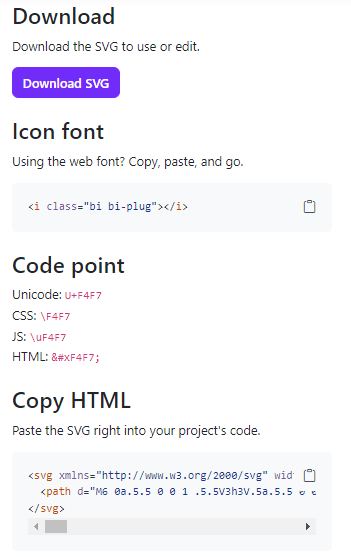 Download
Download the SVG to use or edit.
Download SVG
Icon font
Using the web font? Copy, paste, and go.
<i class="bi bi-plug"></i>
Code point
Unicode: U+F4F7
CSS: \F4F7
JS: \uF4F7
HTML: &#xF4F7;
Copy HTML
Paste the SVG right into your project's code.
<svg xmlns="http://www.w3.org/2000/svg" wid
<path d="M6 0a.5.5 0 0 1 .5.5V3h3V.5a.5.5 0
</svg>